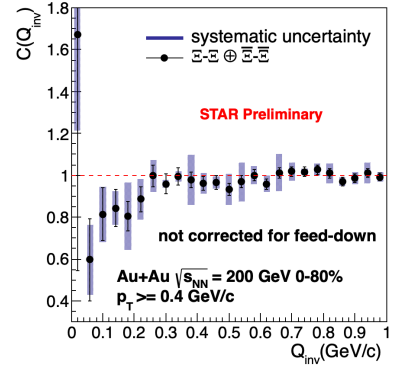 C(Q_inv)
1.8
1.6
1.4
1.2
1
0.8
0.6
0.4
systematic uncertainty
Ξ-Ξ ⊕ Ξ̅-Ξ̅
STAR Preliminary
not corrected for feed-down
Au+Au √s_NN = 200 GeV 0-80%
p_T >= 0.4 GeV/c
0 0.1 0.2 0.3 0.4 0.5 0.6 0.7 0.8 0.9 1
Q_inv(GeV/c)